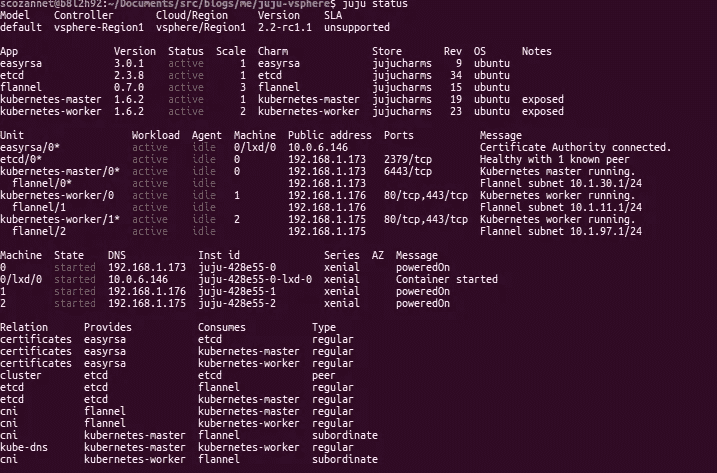 scozannet@b8l2h92:~/Documents/src/blogs/me/juju-vsphere$ juju status
Model Controller Cloud/Region Version SLA
default vsphere-Region1 vsphere/Region1 2.2-rc1.1 unsupported
App Version Status Scale Charm Store Rev OS Notes
easyrsa 3.0.1 active 1 easyrsa jujucharms 9 ubuntu
etcd 2.3.8 active 1 etcd jujucharms 34 ubuntu
flannel 0.7.0 active 3 flannel jujucharms 15 ubuntu
kubernetes-master 1.6.2 active 1 kubernetes-master jujucharms 19 ubuntu exposed
kubernetes-worker 1.6.2 active 2 kubernetes-worker jujucharms 23 ubuntu exposed
Unit Workload Agent Machine Public address Ports Message
easyrsa/0* active idle 0/lxd/0 10.0.6.146 Certificate Authority connected.
etcd/0* active idle 0 192.168.1.173 2379/tcp Healthy with 1 known peer
kubernetes-master/0* active idle 0 192.168.1.173 6443/tcp Kubernetes master running.
flannel/0* active idle 192.168.1.173 Flannel subnet 10.1.30.1/24
kubernetes-worker/0 active idle 1 192.168.1.176 80/tcp,443/tcp Kubernetes worker running.
flannel/1 active idle 192.168.1.176 Flannel subnet 10.1.11.1/24
kubernetes-worker/1* active idle 2 192.168.1.175 80/tcp,443/tcp Kubernetes worker running.
flannel/2 active idle 192.168.1.175 Flannel subnet 10.1.97.1/24
Machine State DNS Inst id Series AZ Message
0 started 192.168.1.173 juju-428e55-0 xenial poweredOn
0/lxd/0 started 10.0.6.146 juju-428e55-0-lxd-0 xenial Container started
1 started 192.168.1.176 juju-428e55-1 xenial poweredOn
2 started 192.168.1.175 juju-428e55-2 xenial poweredOn
Relation Provides Consumes Type
certificates easyrsa etcd regular
certificates easyrsa kubernetes-master regular
certificates easyrsa kubernetes-worker regular
cluster etcd etcd peer
etcd etcd flannel regular
etcd etcd kubernetes-master regular
cni flannel kubernetes-master regular
cni flannel kubernetes-worker regular
cni kubernetes-master flannel subordinate
kube-dns kubernetes-master kubernetes-worker regular
cni kubernetes-worker flannel subordinate